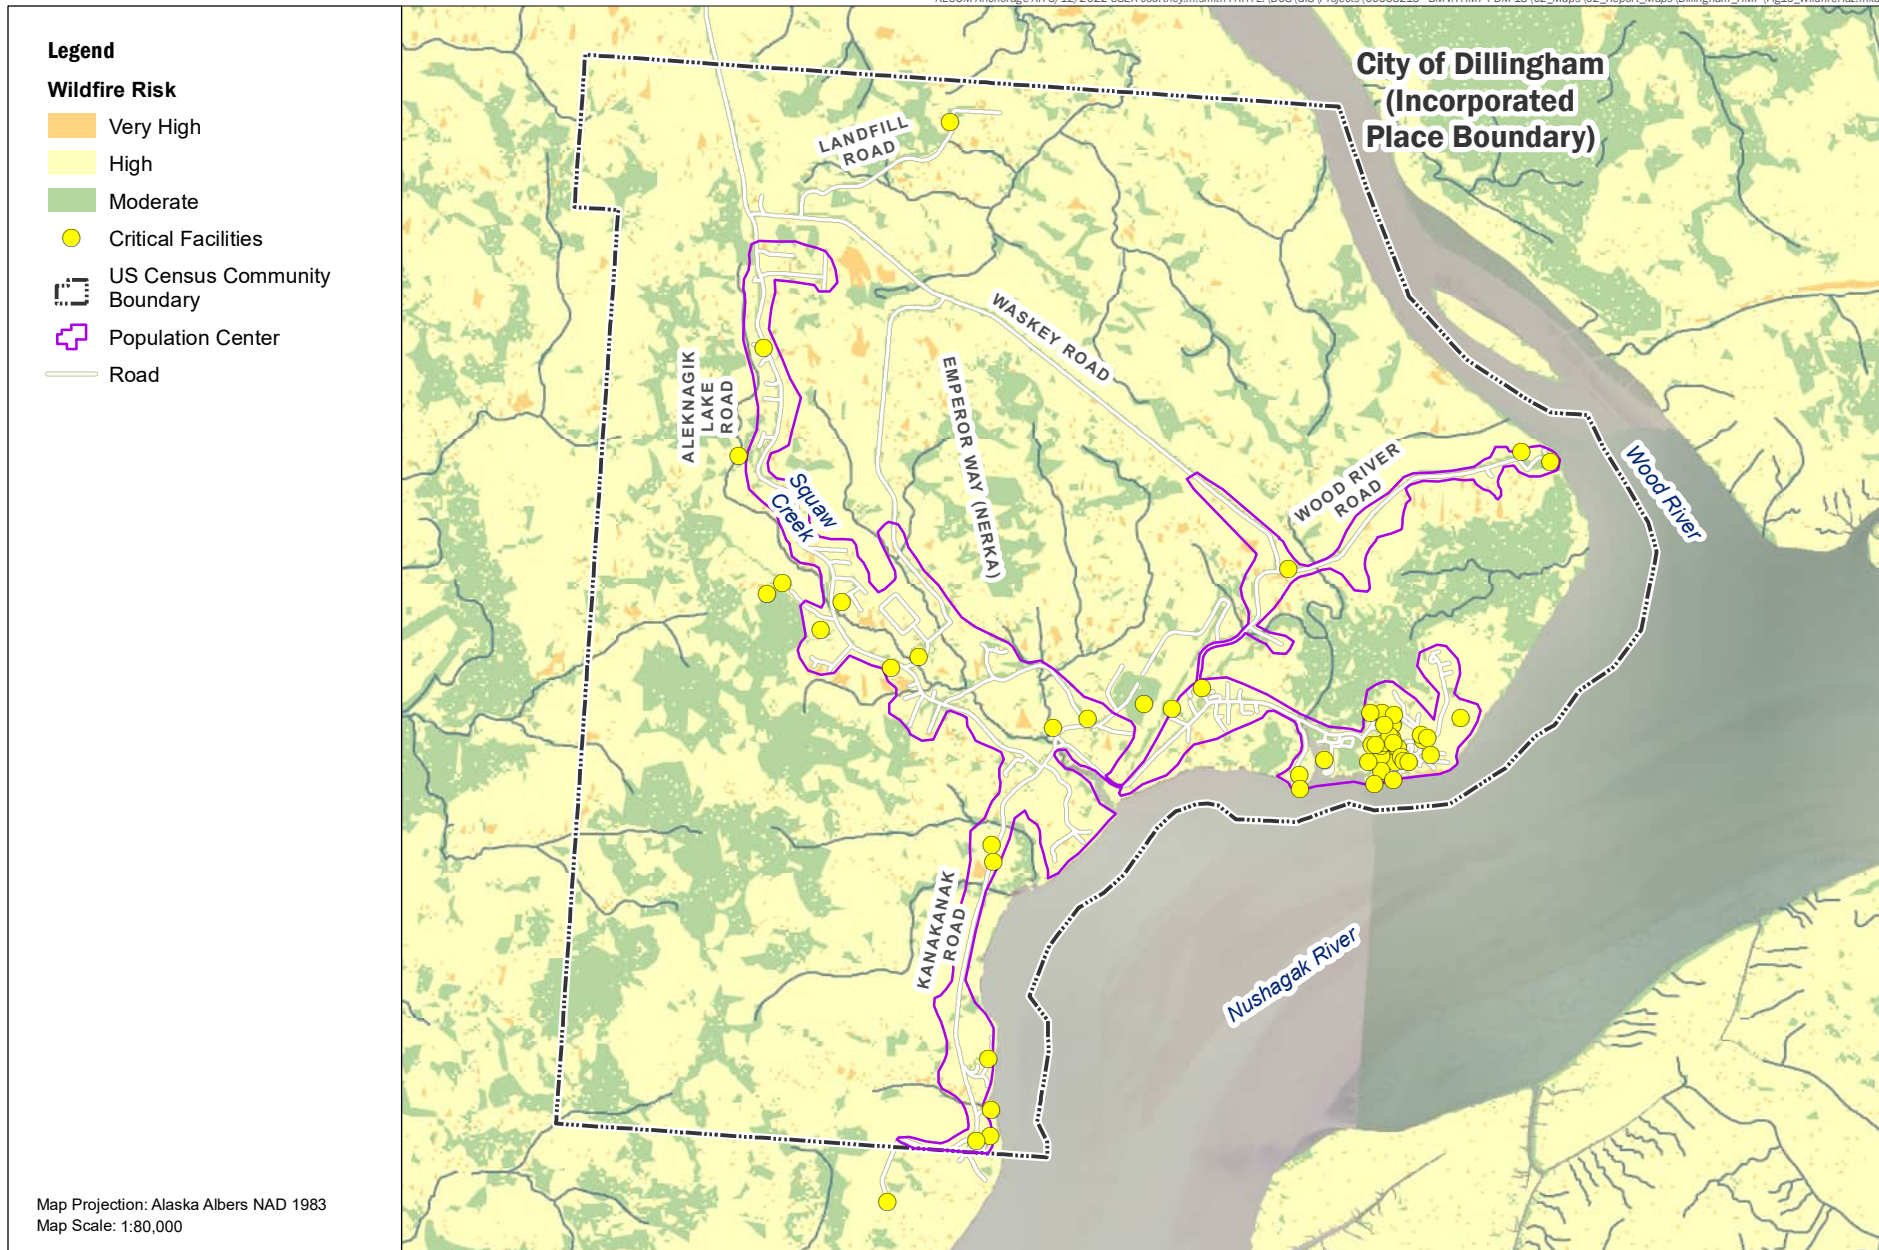 Legend
Wildfire Risk
Very High
High
Moderate
Critical Facilities
US Census Community
Boundary
Population Center
Road
Map Projection: Alaska Albers NAD 1983
Map Scale: 1:80,000
City of Dillingham
(Incorporated
Place Boundary)
LANDFILL
ROAD
WASKEY ROAD
ALEKNAGIK
LAKE
ROAD
EMPEROR WAY (NERKA)
Squaw
Creek
WOOD RIVER
ROAD
Wood River
KANAKANAK
ROAD
Nushagak River